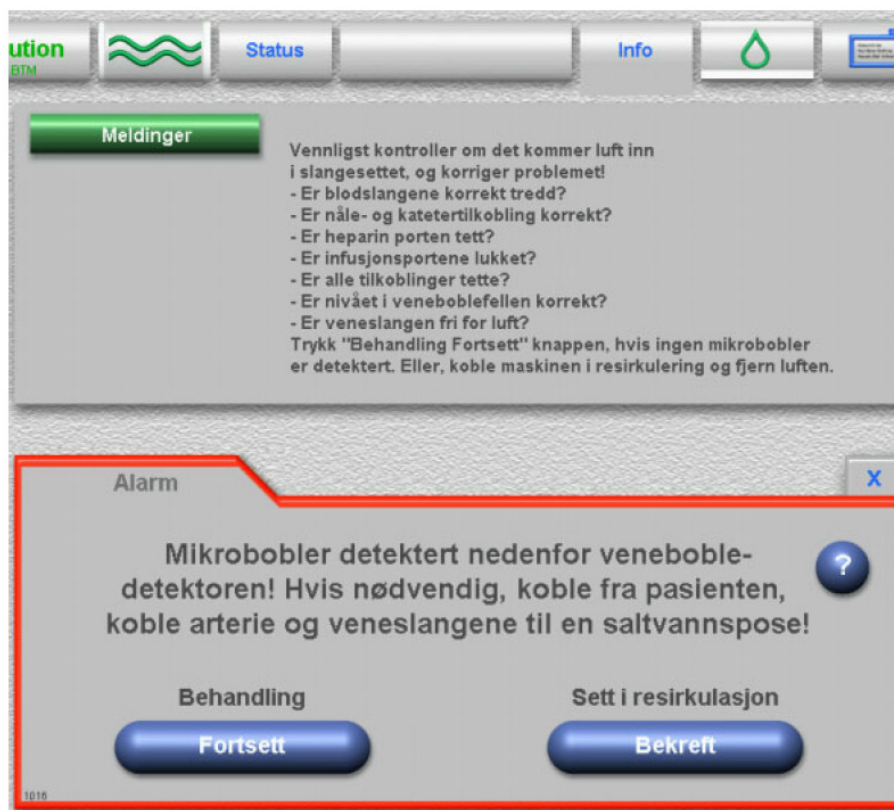 ution
BTM
Status
Info
Meldinger
Vennligst kontroller om det kommer luft inn
i slangesettet, og korriger problemet!
- Er blodslangene korrekt tredd?
- Er nåle- og katetertilkobling korrekt?
- Er heparin porten tett?
- Er infusjonsportene lukket?
- Er alle tilkoblinger tette?
- Er nivået i veneboblefellen korrekt?
- Er veneslangen fri for luft?
Trykk "Behandling Fortsett" knappen, hvis ingen mikrobobler
er detektert. Eller, koble maskinen i resirkulering og fjern luften.
Alarm
X
Mikrobobler detektert nedenfor veneboble-
detektoren! Hvis nødvendig, koble fra pasienten,
koble arterie og veneslangene til en saltvannspose!
?
Behandling
Sett i resirkulasjon
Fortsett
Bekreft
1016